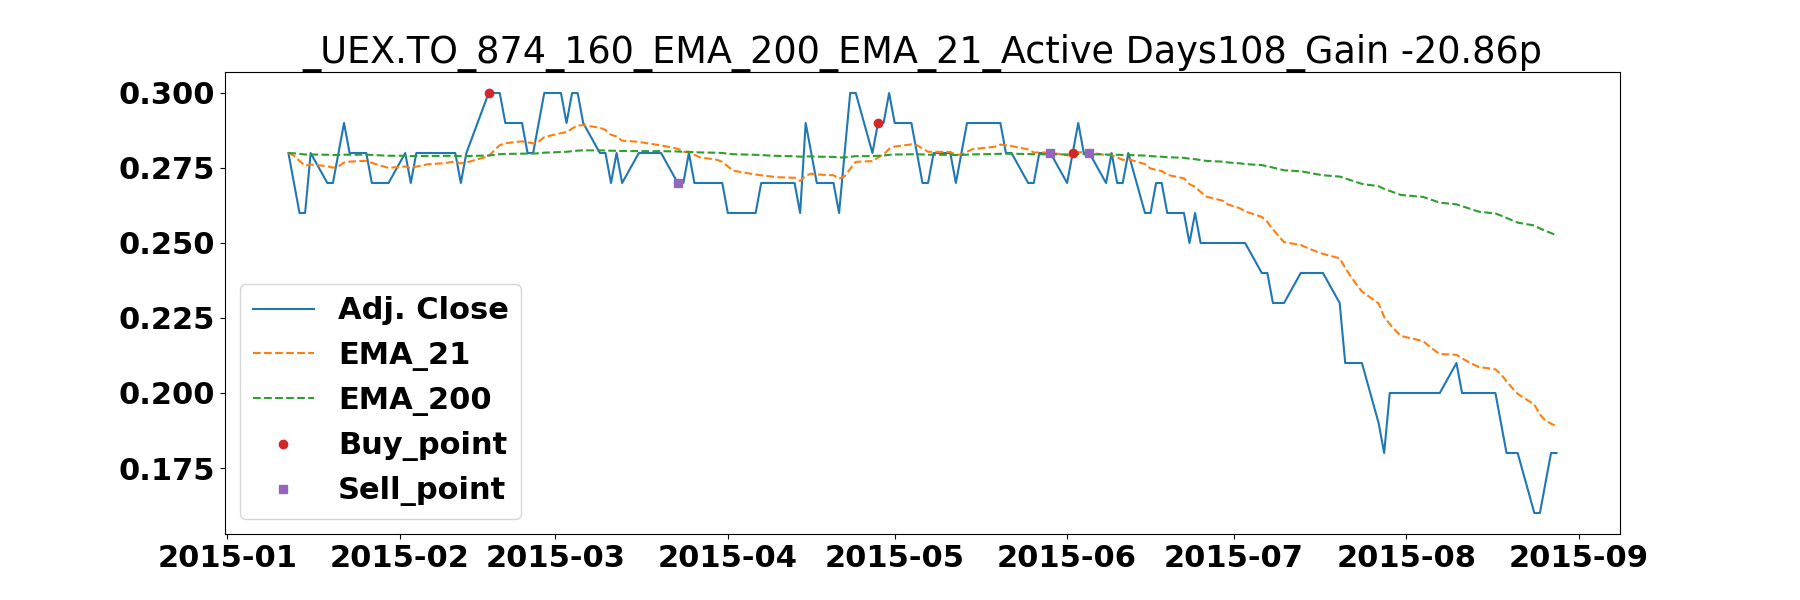 _UEX.TO_874_160_EMA_200_EMA_21_Active Days108_Gain -20.86p
0.300
0.275
0.250
0.225
0.200
0.175
Adj. Close
EMA_21
EMA_200
Buy_point
Sell_point
2015-01 2015-02 2015-03 2015-04 2015-05 2015-06 2015-07 2015-08 2015-09